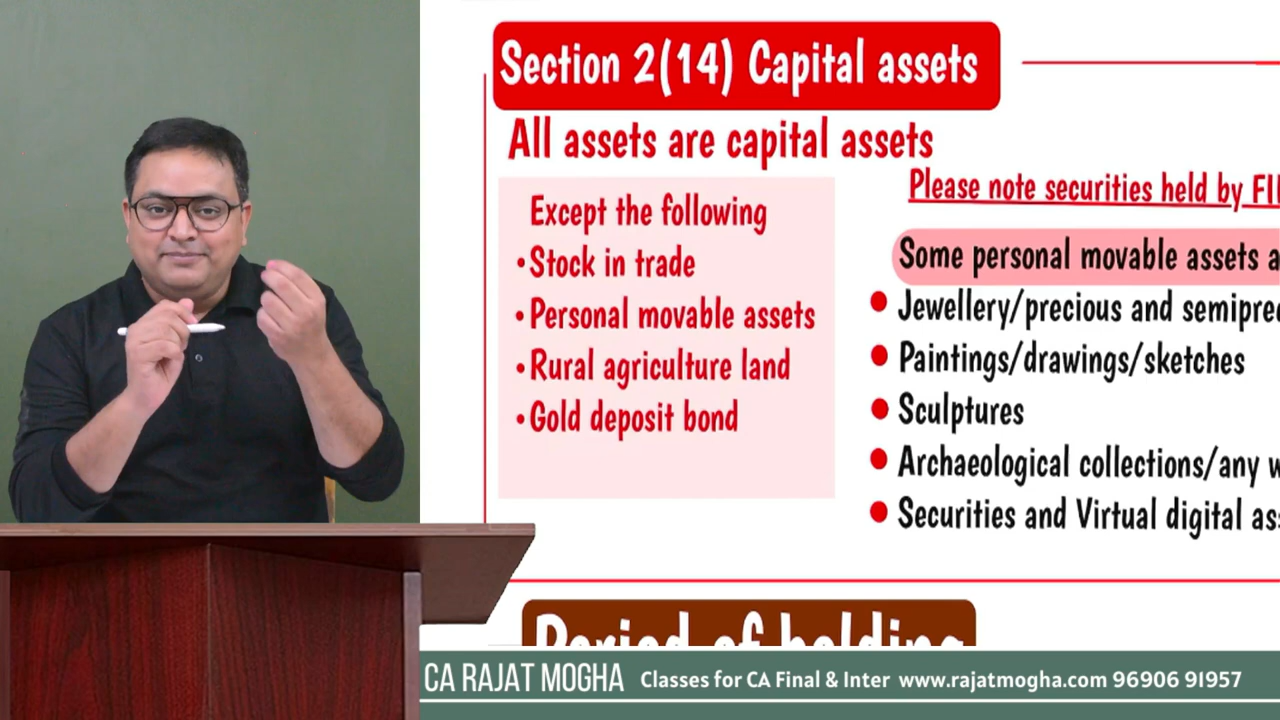 Section 2(14) Capital assets
All assets are capital assets
Except the following
•Stock in trade
•Personal movable assets
•Rural agriculture land
•Gold deposit bond
Please note securities held by
Some personal movable assets
● Jewellery/precious and
● Paintings/drawings/sketches
● Sculptures
● Archaeological collections/any
● Securities and Virtual digital
Period of holding
CA RAJAT MOGHA Classes for CA Final & Inter www.rajatmogha.com 96906 91957